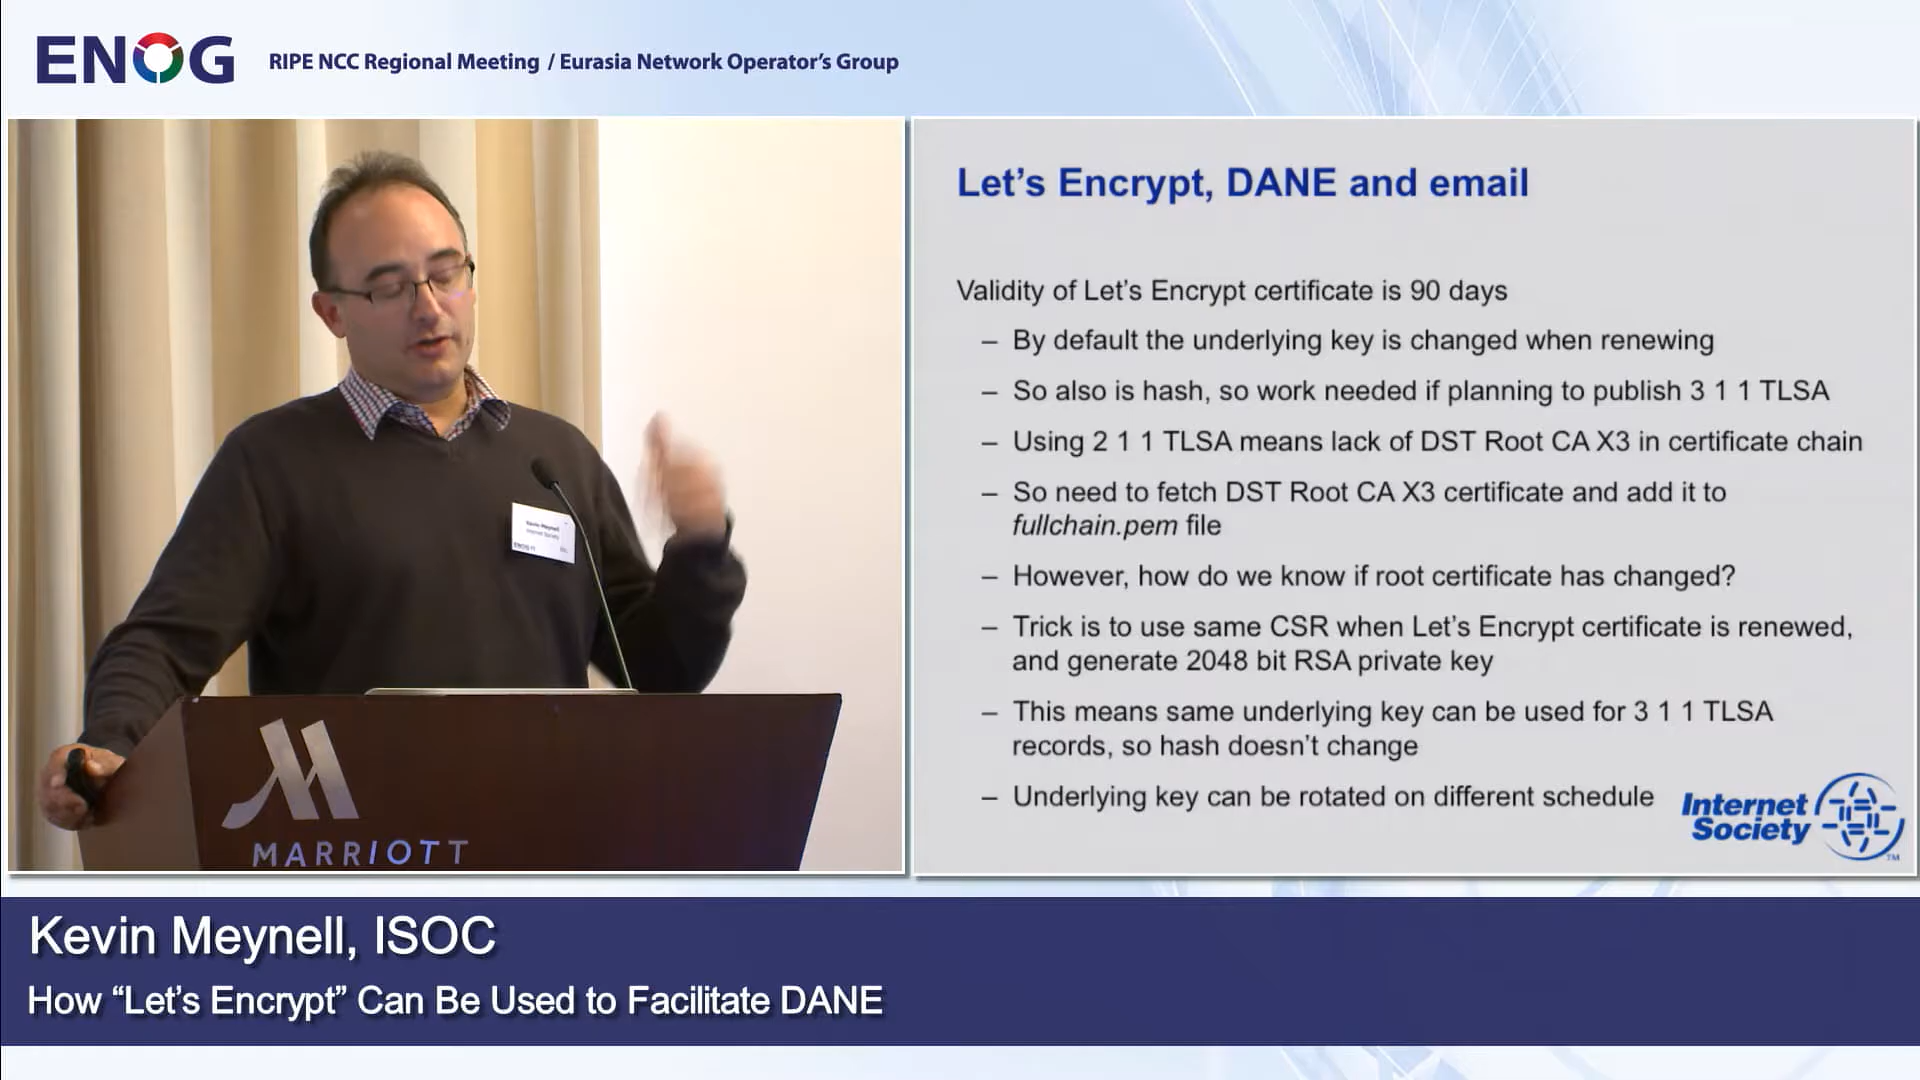 ENOG
RIPE NCC Regional Meeting / Eurasia Network Operator's Group
Let's Encrypt, DANE and email
Validity of Let's Encrypt certificate is 90 days
– By default the underlying key is changed when renewing
– So also is hash, so work needed if planning to publish 3 1 1 TLSA
– Using 2 1 1 TLSA means lack of DST Root CA X3 in certificate chain
– So need to fetch DST Root CA X3 certificate and add it to
fullchain.pem file
– However, how do we know if root certificate has changed?
– Trick is to use same CSR when Let's Encrypt certificate is renewed,
and generate 2048 bit RSA private key
– This means same underlying key can be used for 3 1 1 TLSA
records, so hash doesn't change
– Underlying key can be rotated on different schedule
Internet
Society
TM
Kevin Meynell
Internet Society
MARRIOTT
Kevin Meynell, ISOC
How “Let's Encrypt” Can Be Used to Facilitate DANE